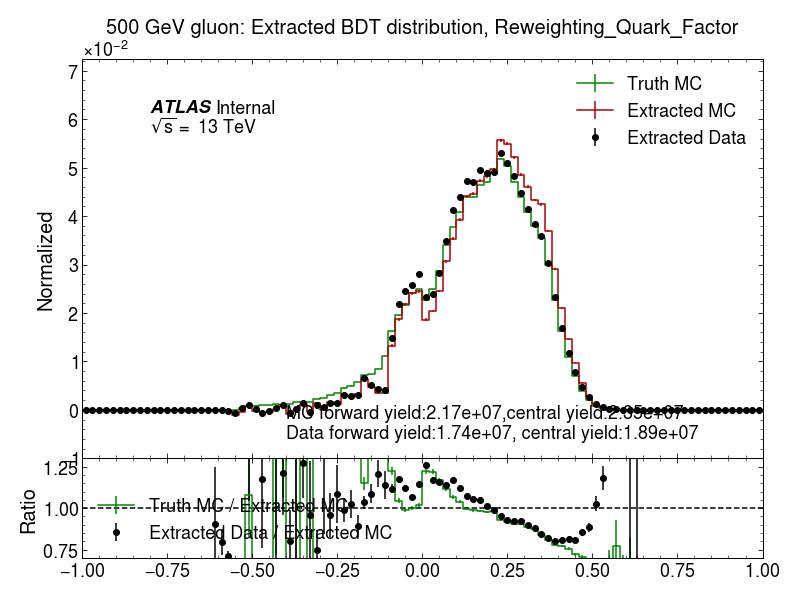 500 GeV gluon: Extracted BDT distribution, Reweighting_Quark_Factor
×10⁻²
7
6
5
4
3
2
1
0
1
Normalized
ATLAS Internal
√s = 13 TeV
Truth MC
Extracted MC
Extracted Data
MC forward yield:2.17e+07,central yield:2.35e+07
Data forward yield:1.74e+07, central yield:1.89e+07
1.25
1.00
0.75
Ratio
Truth MC / Extracted MC
Extracted Data / Extracted MC
−1.00 −0.75 −0.50 −0.25 0.00 0.25 0.50 0.75 1.00